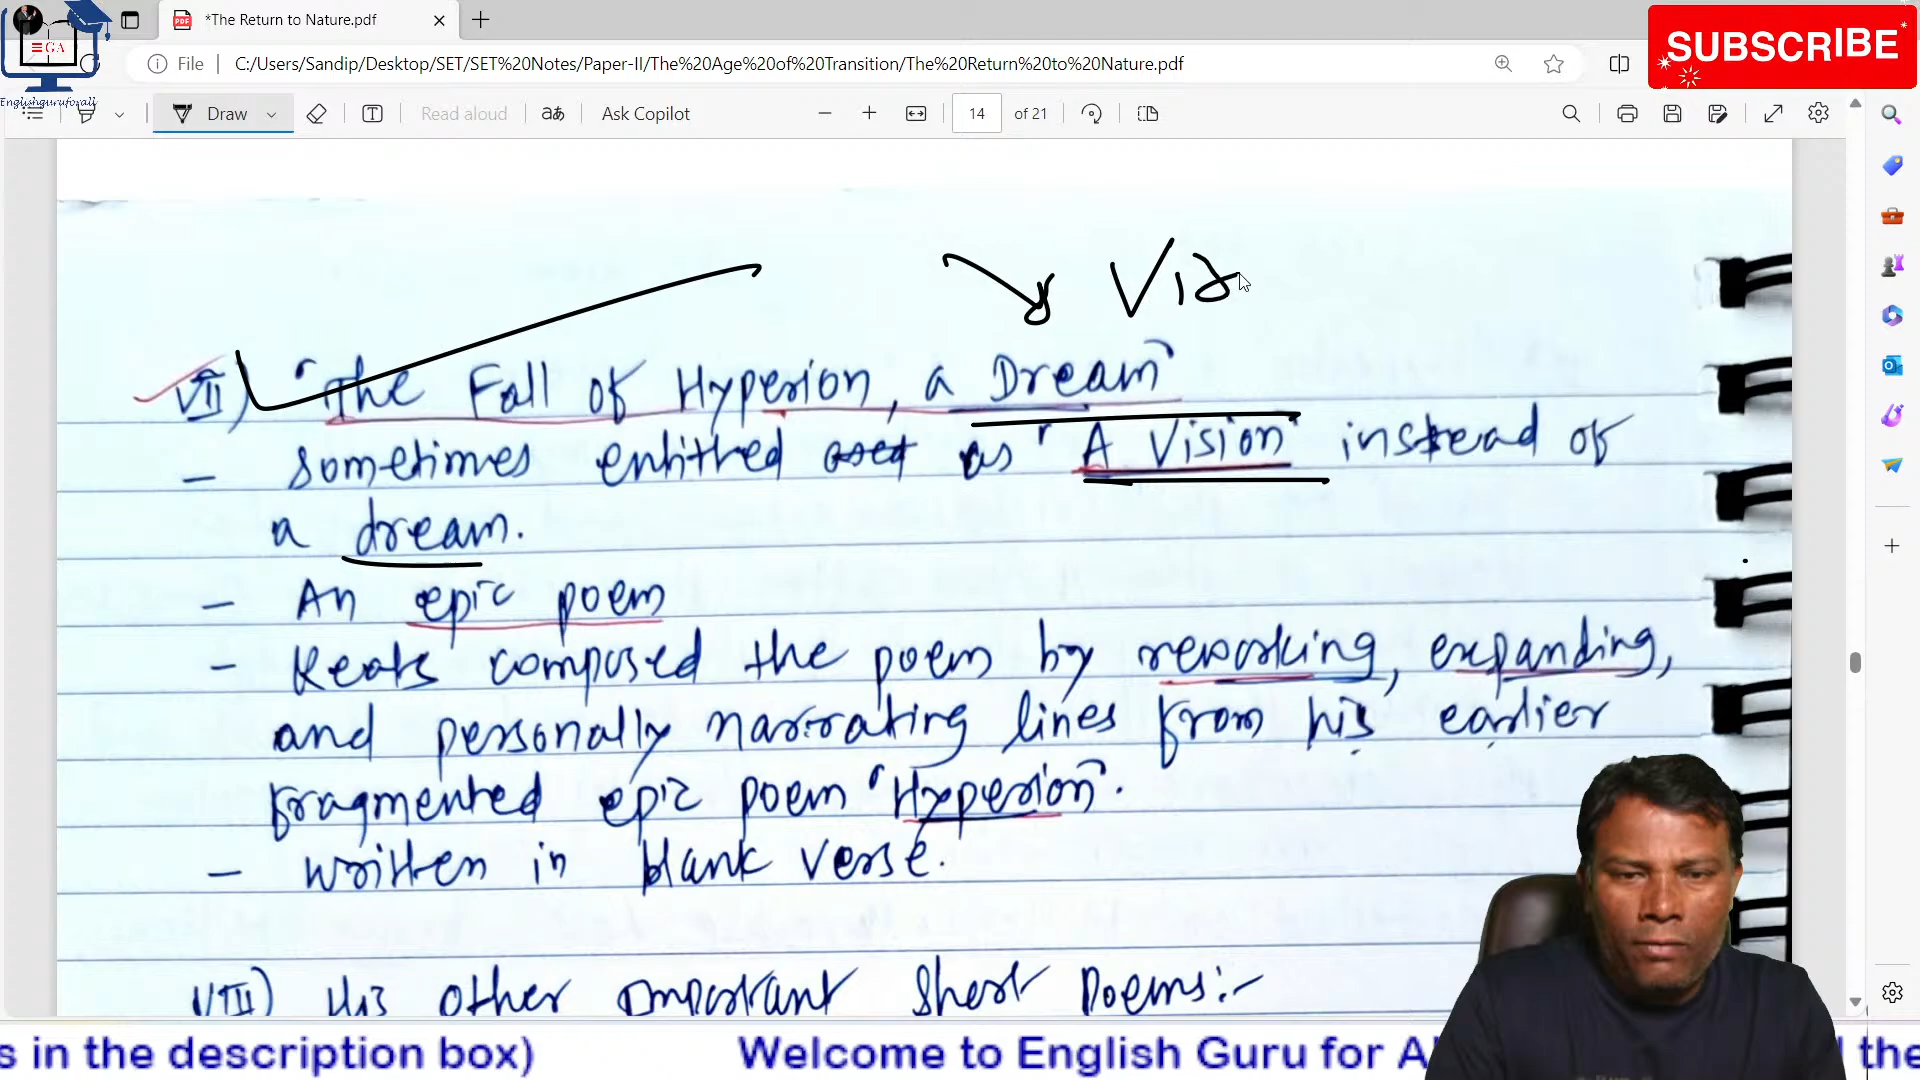 *The Return to Nature.pdf
SUBSCRIBE
GA
File C:/Users/Sandip/Desktop/SET/SET%20Notes/Paper-II/The%20Age%20of%20Transition/The%20Return%20to%20Nature.pdf
Englishguruforall
Draw Read aloud Ask Copilot 14 of 21
Vis
VII) "The Fall of Hyperion, a Dream"
- sometimes entitled as "A Vision" instead of
a dream.
- An epic poem
- Keats composed the poem by reworking, expanding,
and personally narrating lines from his earlier
fragmented epic poem "Hyperion".
- written in blank verse.
VIII) His other important Short Poems:-
s in the description box) Welcome to English Guru for A the